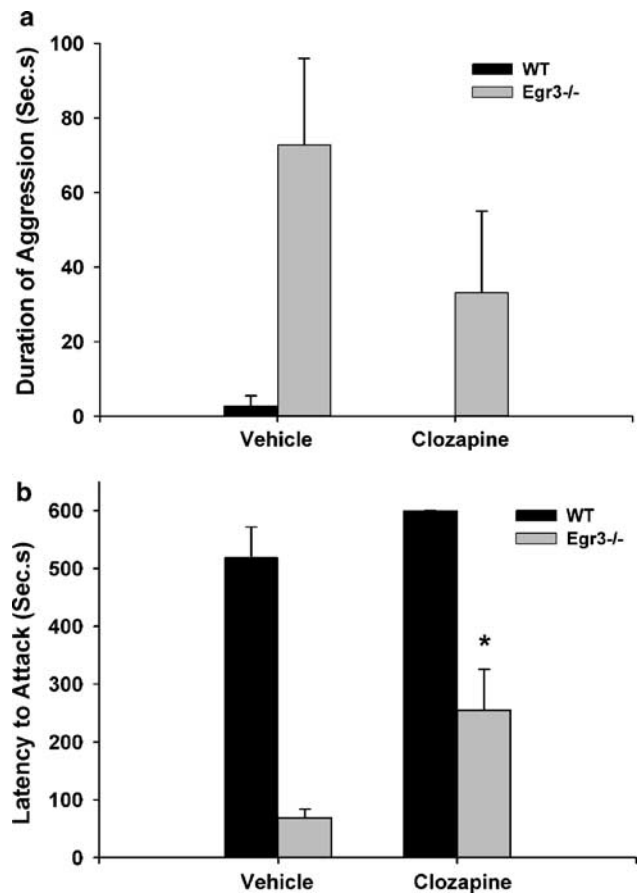 a
Duration of Aggression (Sec.s)
100
80
60
40
20
0
WT
Egr3-/-
Vehicle Clozapine
b
Latency to Attack (Sec.s)
600
500
400
300
200
100
0
WT
Egr3-/-
*
Vehicle Clozapine